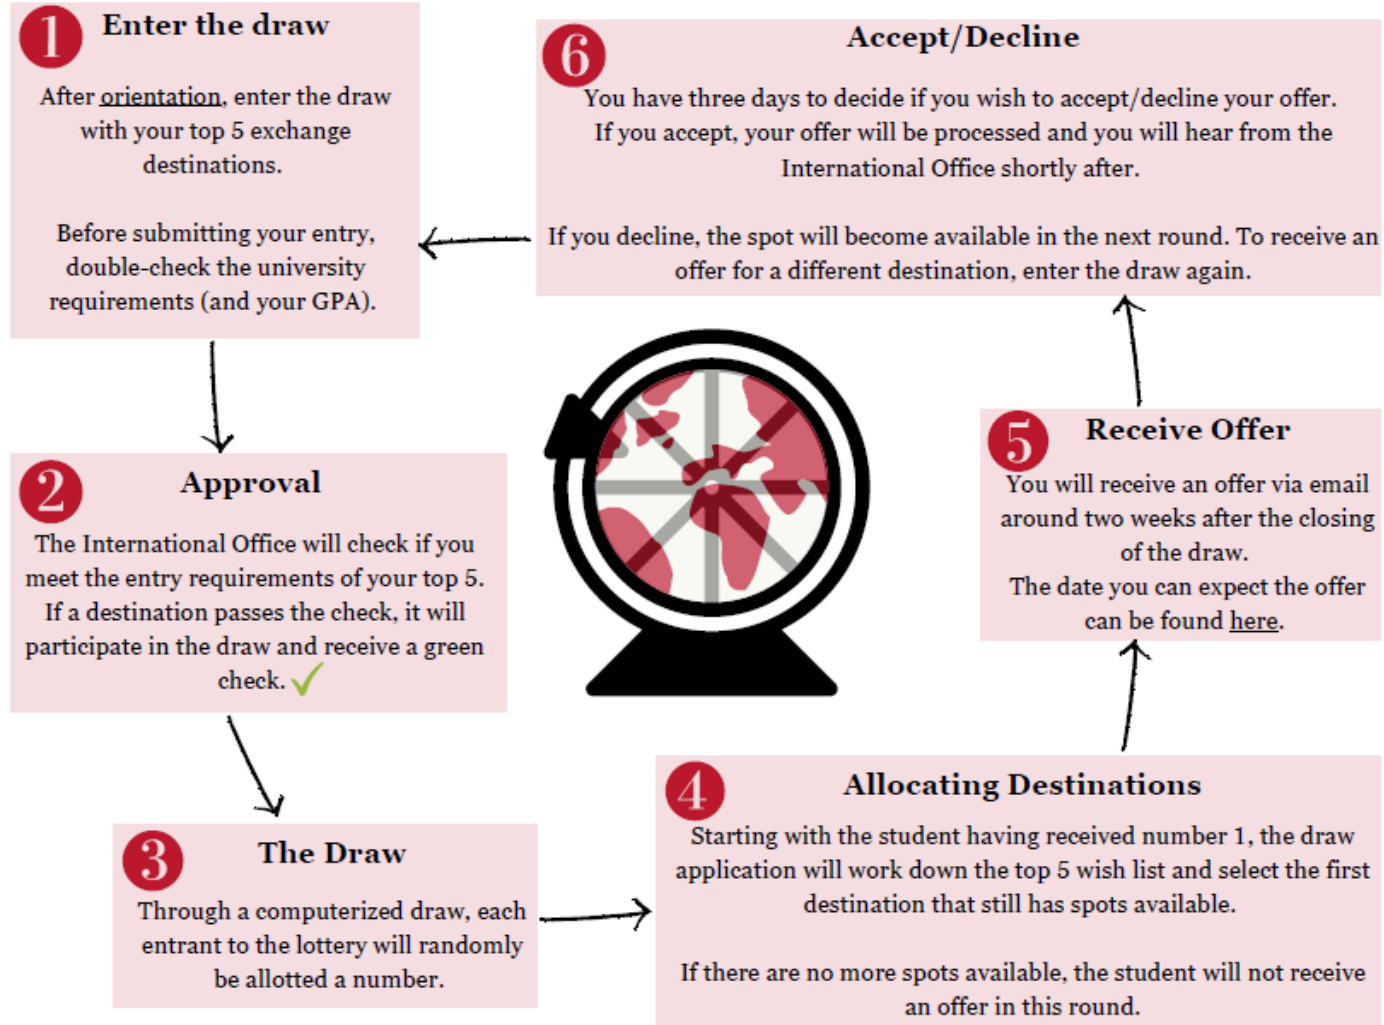 1
Enter the draw
After orientation, enter the draw
with your top 5 exchange
destinations.
Before submitting your entry,
double-check the university
requirements (and your GPA).
2
Approval
The International Office will check if you
meet the entry requirements of your top 5.
If a destination passes the check, it will
participate in the draw and receive a green
check.
3
The Draw
Through a computerized draw, each
entrant to the lottery will randomly
be allotted a number.
4
Allocating Destinations
Starting with the student having received number 1, the draw
application will work down the top 5 wish list and select the first
destination that still has spots available.
If there are no more spots available, the student will not receive
an offer in this round.
5
Receive Offer
You will receive an offer via email
around two weeks after the closing
of the draw.
The date you can expect the offer
can be found here.
6
Accept/Decline
You have three days to decide if you wish to accept/decline your offer.
If you accept, your offer will be processed and you will hear from the
International Office shortly after.
If you decline, the spot will become available in the next round. To receive an
offer for a different destination, enter the draw again.